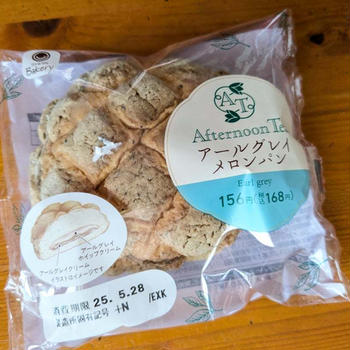 Bakery
A.T.
Afternoon Te
アールグレイ
メロンパン
Earl grey
156円(税込168円)
アールグレイ
ホイップクリーム
アールグレイクリーム
イラストはイメージです
消費期限 25. 5.28
製造所固有記号 +N /EXK